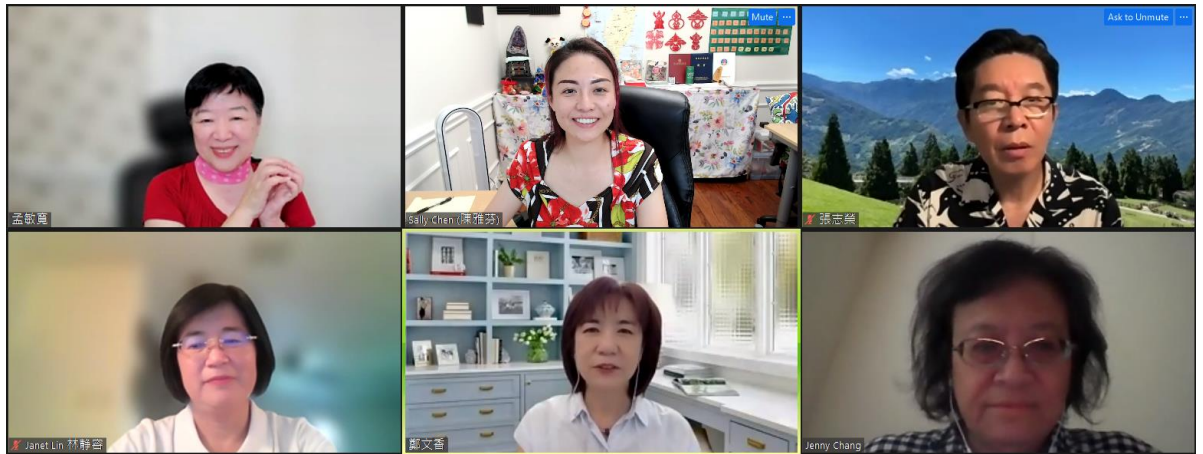 Mute
Ask to Unmute
孟敏寬
Sally Chen (陳雅芬)
張志榮
Janet Lin 林靜容
鄭文香
Jenny Chang